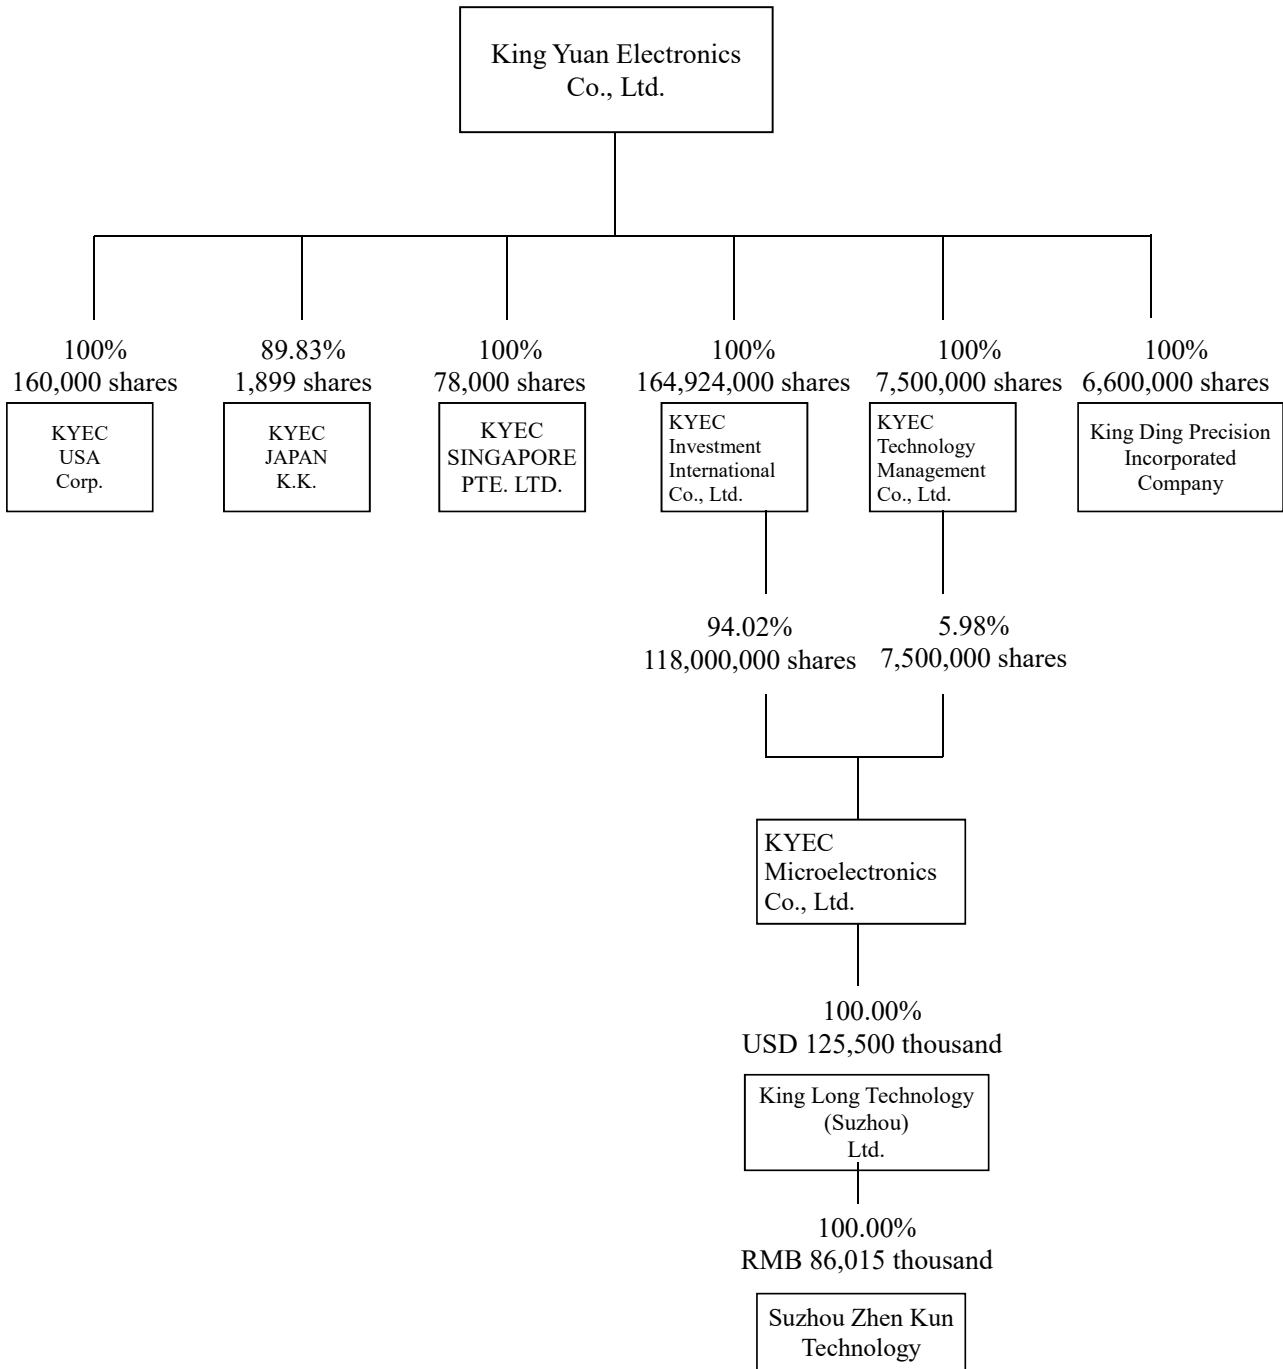 King Yuan Electronics
Co., Ltd.
100%
160,000 shares
KYEC
USA
Corp.
89.83%
1,899 shares
KYEC
JAPAN
K.K.
100%
78,000 shares
KYEC
SINGAPORE
PTE. LTD.
100%
164,924,000 shares
KYEC
Investment
International
Co., Ltd.
100%
7,500,000 shares
KYEC
Technology
Management
Co., Ltd.
100%
6,600,000 shares
King Ding Precision
Incorporated
Company
94.02%
118,000,000 shares
5.98%
7,500,000 shares
KYEC
Microelectronics
Co., Ltd.
100.00%
USD 125,500 thousand
King Long Technology
(Suzhou)
Ltd.
100.00%
RMB 86,015 thousand
Suzhou Zhen Kun
Technology